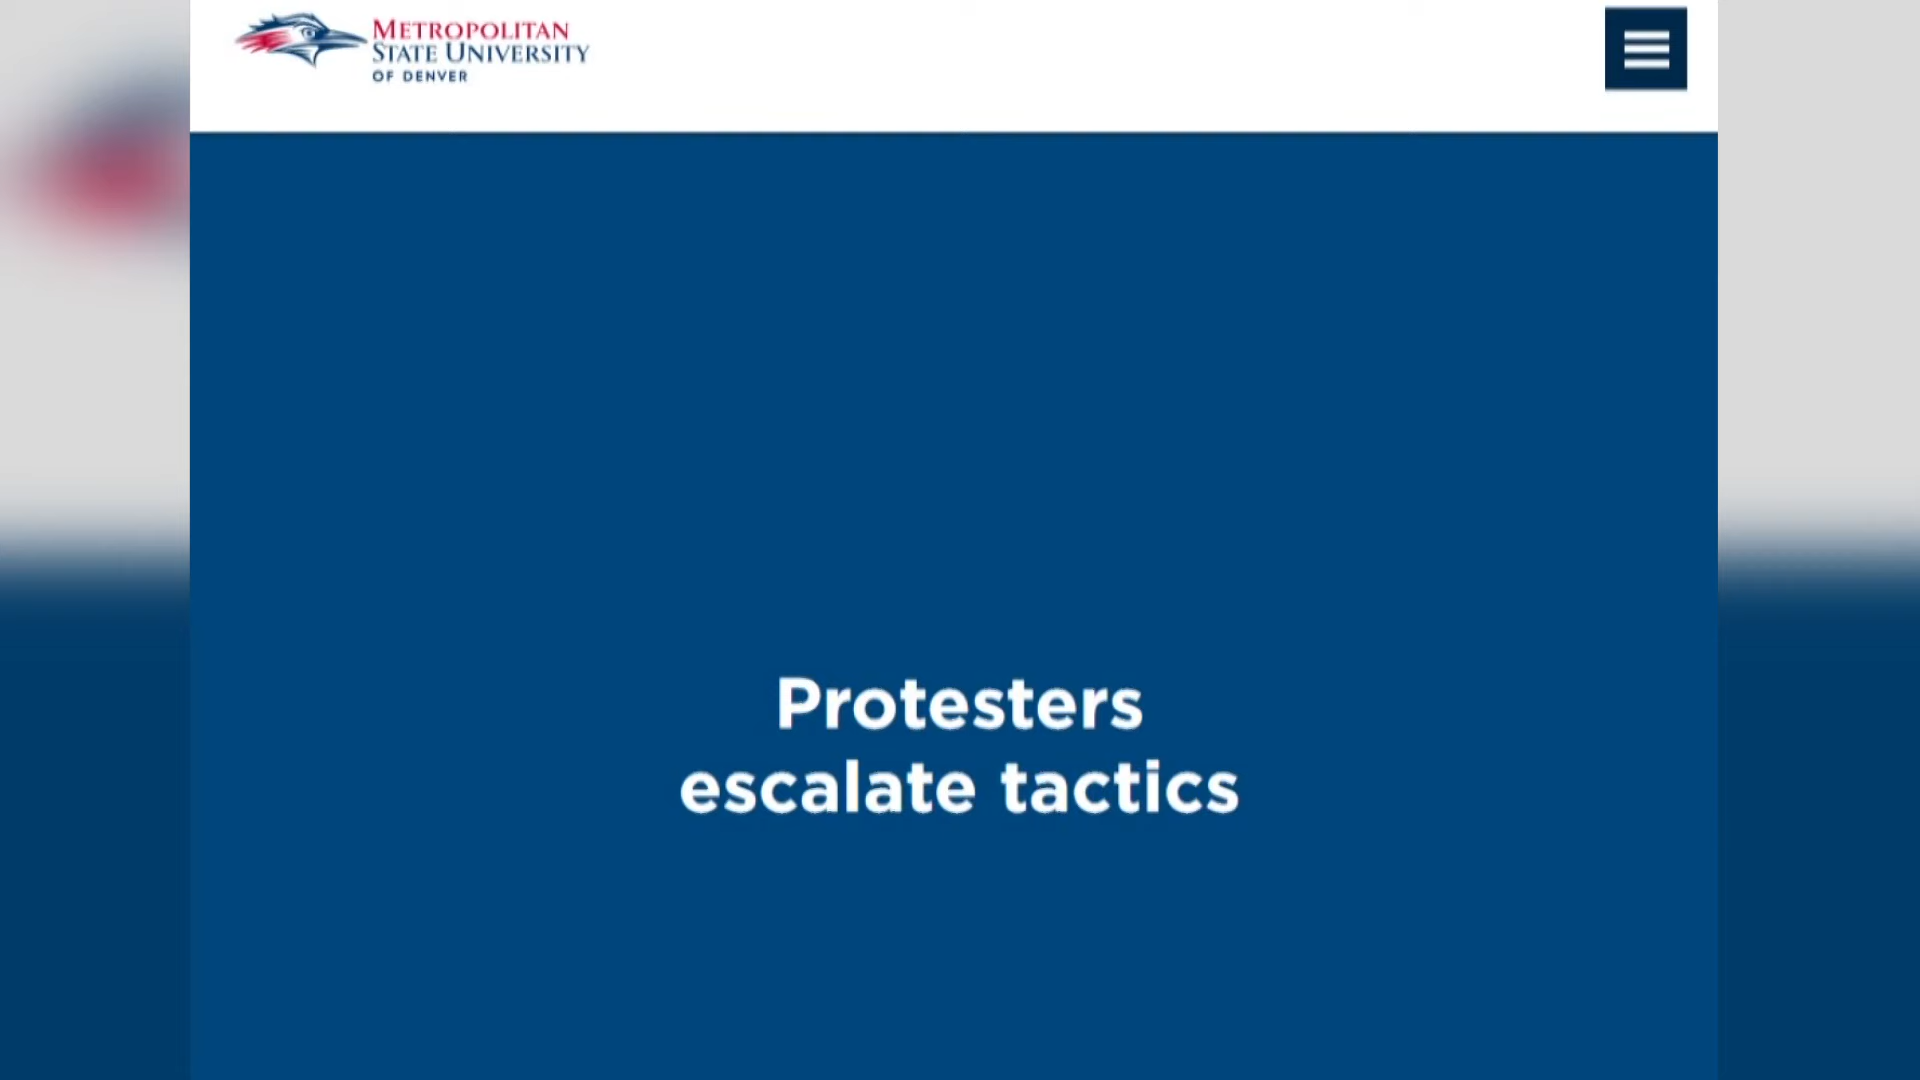 METROPOLITAN
STATE UNIVERSITY
OF DENVER
Protesters
escalate tactics